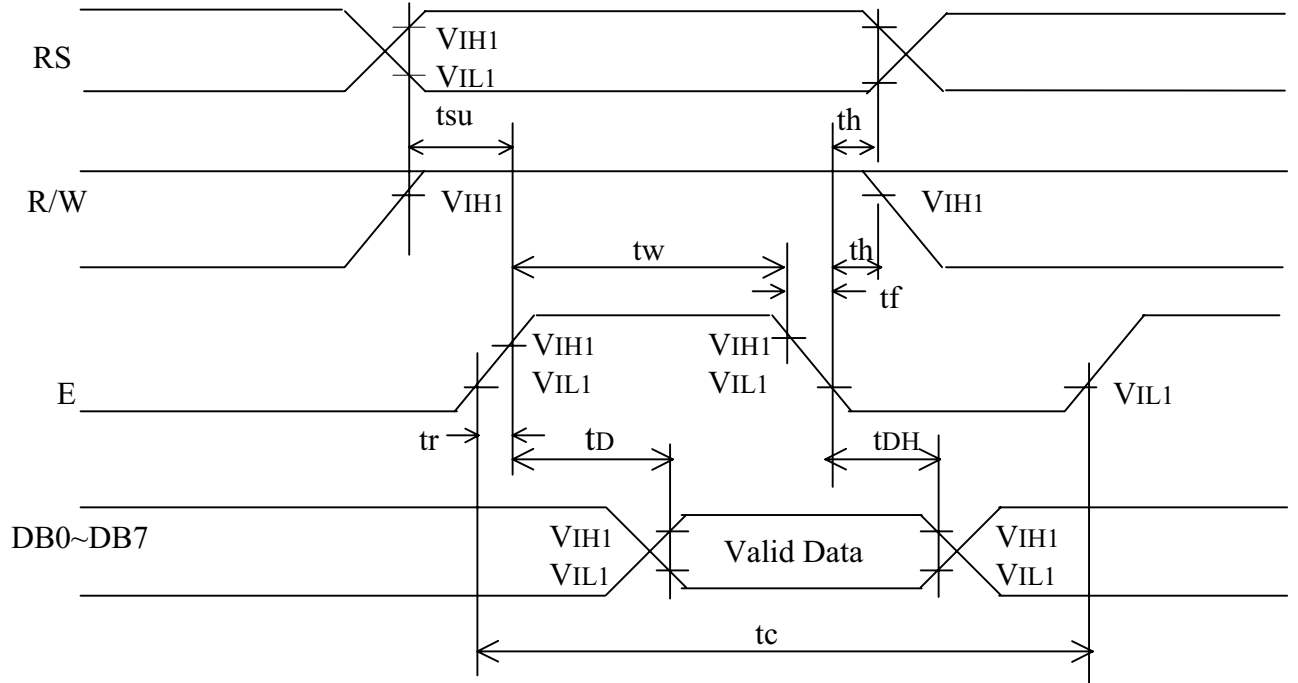 RS
VIH1
VIL1
tsu
th
R/W
VIH1
VIH1
tw
th
tf
E
VIH1
VIL1
VIH1
VIL1
VIL1
tr
tD
tDH
DB0~DB7
VIH1
VIL1
Valid Data
VIH1
VIL1
tc